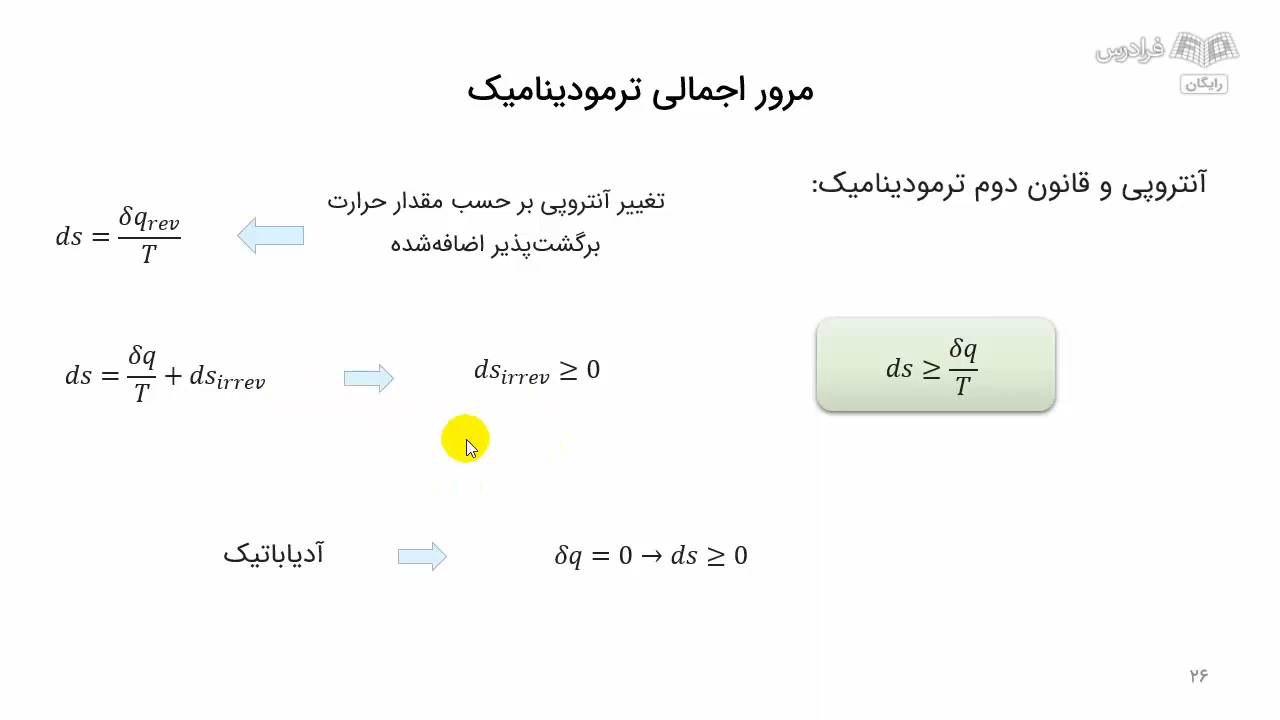 فرادرس
رایگان
مرور اجمالی ترمودینامیک
آنتروپی و قانون دوم ترمودینامیک:
تغییر آنتروپی بر حسب مقدار حرارت
برگشت‌پذیر اضافه‌شده
ds = δq_rev / T
ds = δq / T + ds_irrev
ds_irrev ≥ 0
ds ≥ δq / T
آدیاباتیک
δq = 0 → ds ≥ 0
۲۶